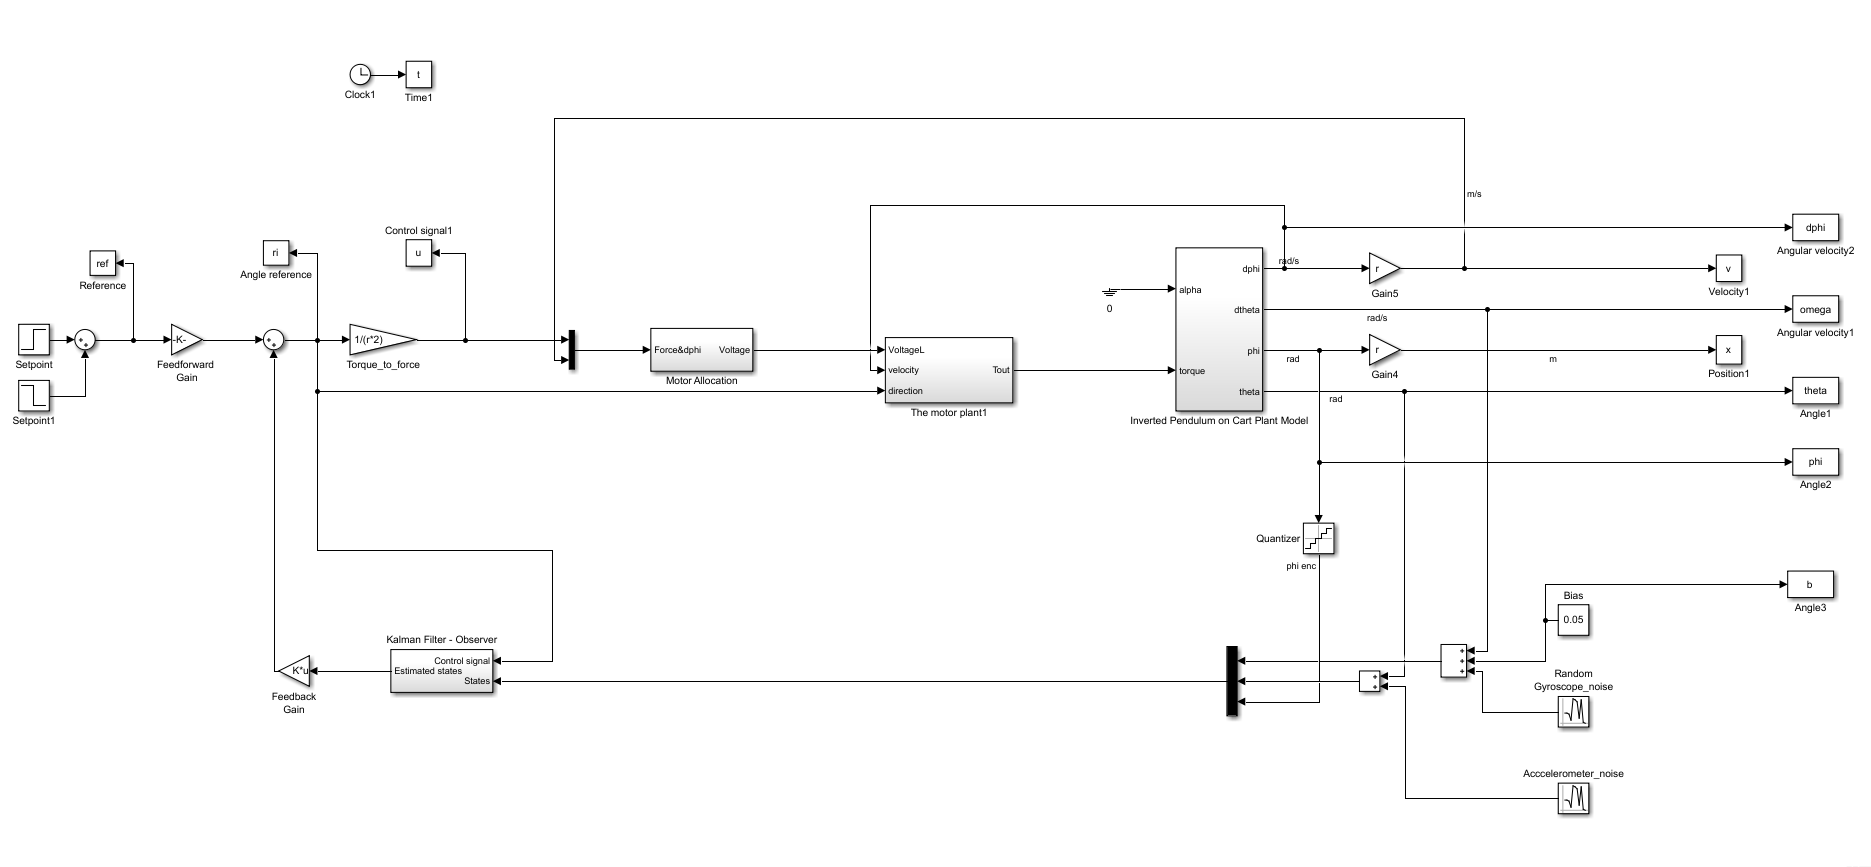 t
Clock1
Time1
m/s
Control signal1
u
dphi
Angular velocity2
ref
Reference
ri
Angle reference
rad/s
dphi
r
Gain5
v
Velocity1
alpha
0
dtheta
rad/s
omega
Angular velocity1
+
+
-K-
+
+
1/(r*2)
Setpoint
Feedforward
Gain
Torque_to_force
Force&dphi
Voltage
Motor Allocation
VoltageL
velocity
direction
Tout
The motor plant1
phi
rad
r
Gain4
m
x
Position1
torque
theta
rad
Inverted Pendulum on Cart Plant Model
theta
Angle1
Setpoint1
phi
Angle2
Quantizer
phi enc
b
Angle3
Bias
0.05
Kalman Filter - Observer
Control signal
Estimated states
States
K*u
Feedback
Gain
+
+
+
+
+
Random
Gyroscope_noise
Acccelerometer_noise